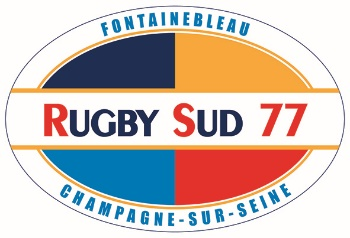 FONTAINEBLEAU
RUGBY SUD 77
CHAMPAGNE-SUR-SEINE